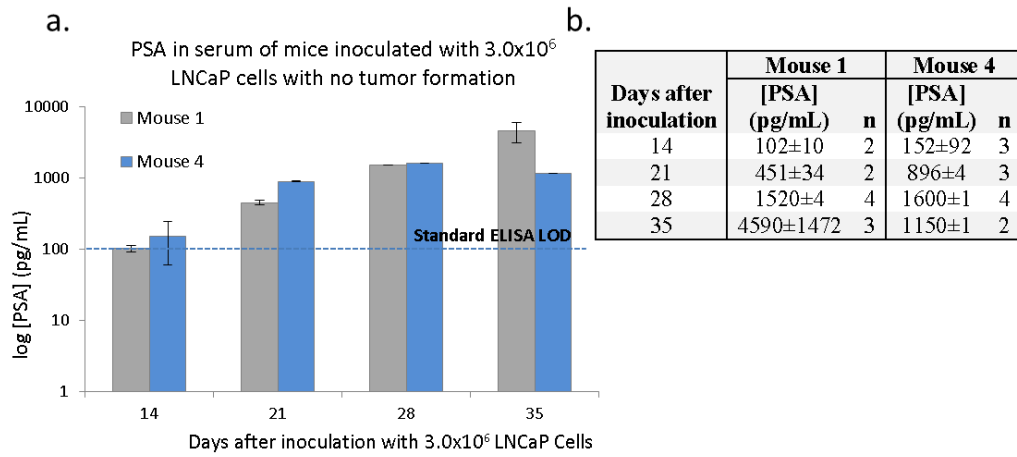 a.
PSA in serum of mice inoculated with 3.0x10⁶
LNCaP cells with no tumor formation
Mouse 1
Mouse 4
10000
1000
100
10
1
log [PSA] (pg/mL)
Standard ELISA LOD
14 21 28 35
Days after inoculation with 3.0x10⁶ LNCaP Cells
b.
Mouse 1 Mouse 4
Days after inoculation [PSA] (pg/mL) n [PSA] (pg/mL) n
14 102±10 2 152±92 3
21 451±34 2 896±4 3
28 1520±4 4 1600±1 4
35 4590±1472 3 1150±1 2